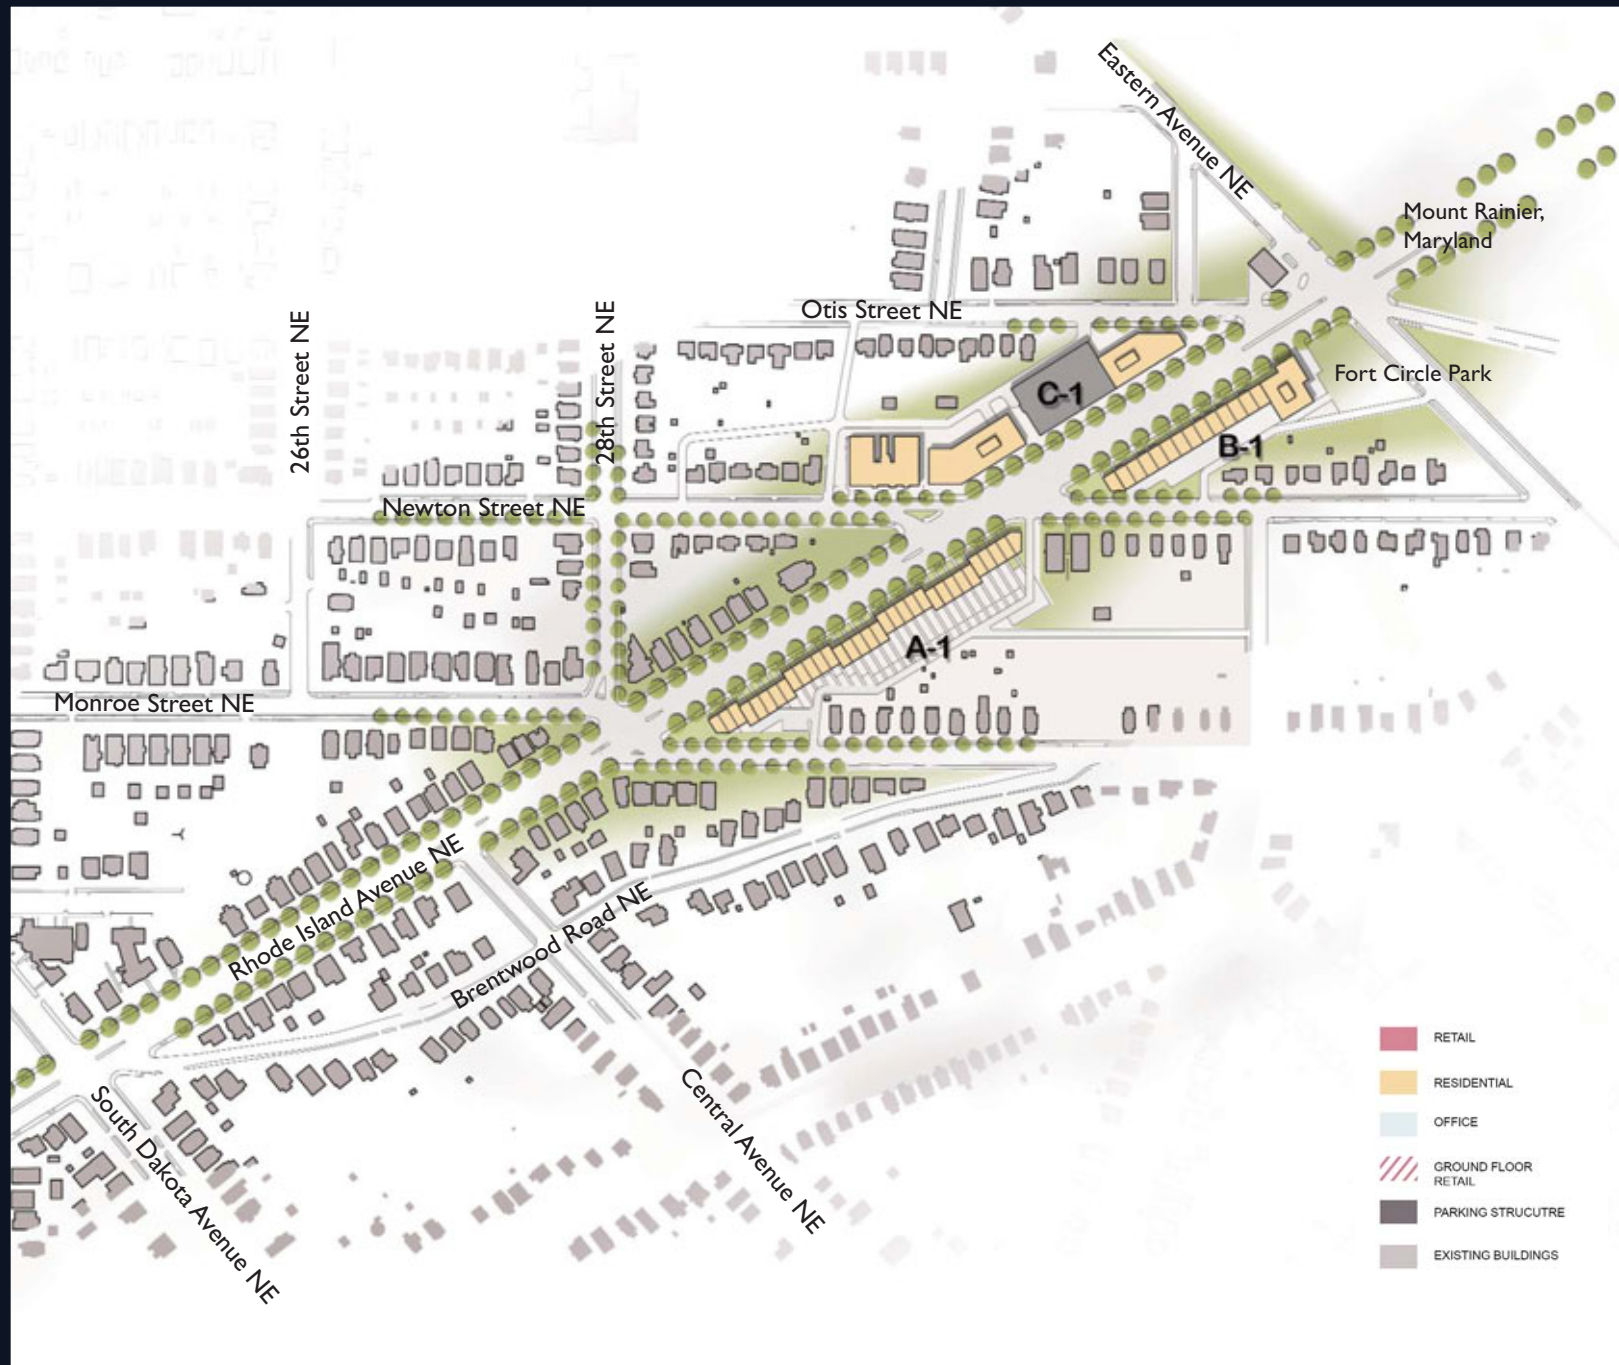 Eastern Avenue NE
Mount Rainier,
Maryland
Otis Street NE
26th Street NE
28th Street NE
C-1
Fort Circle Park
B-1
Newton Street NE
A-1
Monroe Street NE
Rhode Island Avenue NE
Brentwood Road NE
South Dakota Avenue NE
Central Avenue NE
RETAIL
RESIDENTIAL
OFFICE
GROUND FLOOR
RETAIL
PARKING STRUCUTRE
EXISTING BUILDINGS